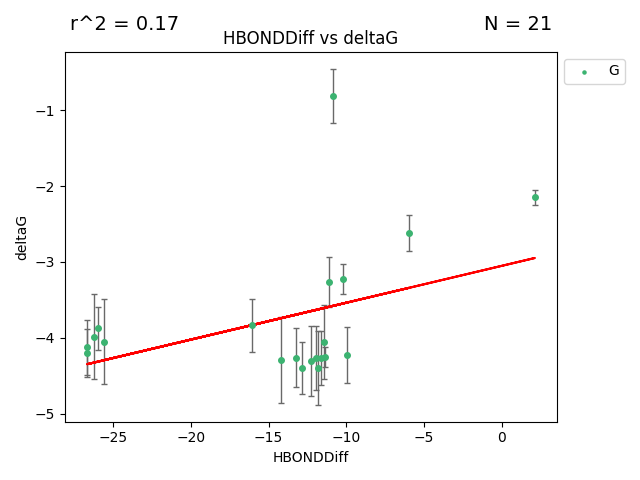 r^2 = 0.17
N = 21
HBONDDiff vs deltaG
G
deltaG
−1
−2
−3
−4
−5
−25
−20
−15
−10
−5
0
HBONDDiff